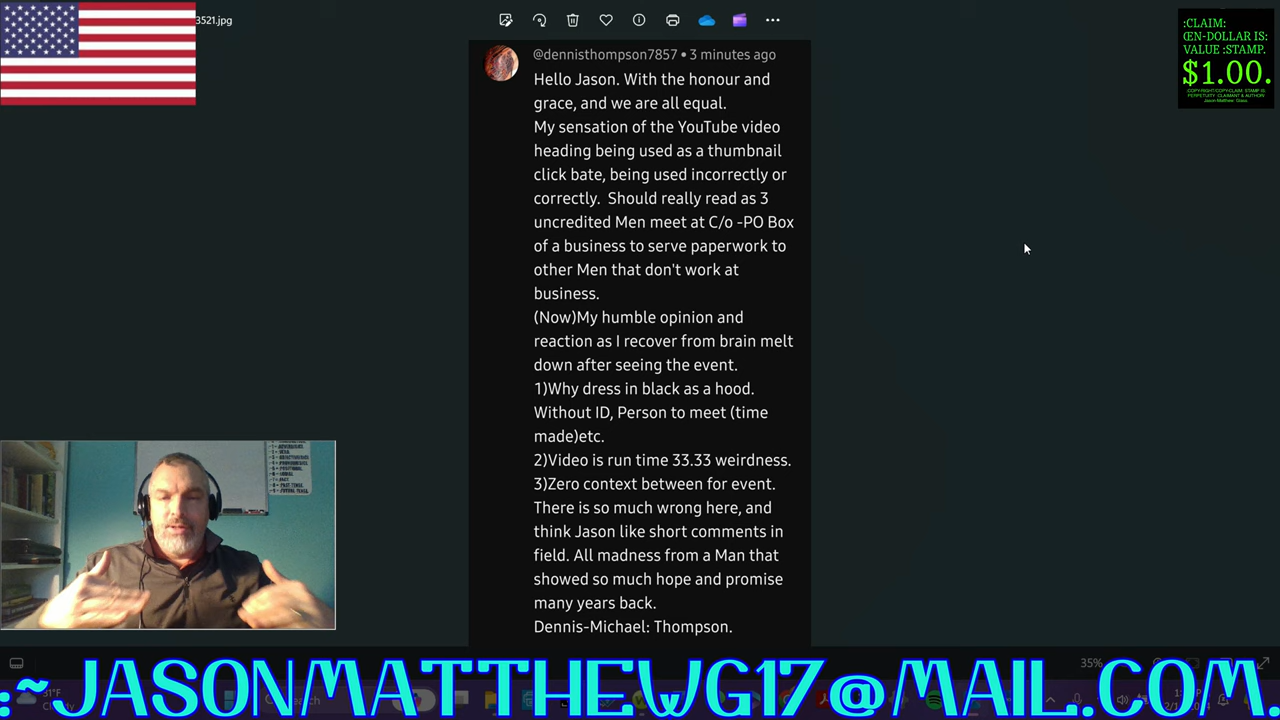 3521.jpg
:CLAIM:
ŒN-DOLLAR IS:
VALUE :STAMP.
$1.00.
Jason Matthew Glass
@dennisthompson7857 • 3 minutes ago
Hello Jason. With the honour and
grace, and we are all equal.
My sensation of the YouTube video
heading being used as a thumbnail
click bate, being used incorrectly or
correctly. Should really read as 3
uncredited Men meet at C/o -PO Box
of a business to serve paperwork to
other Men that don't work at
business.
(Now)My humble opinion and
reaction as I recover from brain melt
down after seeing the event.
1)Why dress in black as a hood.
Without ID, Person to meet (time
made)etc.
2)Video is run time 33.33 weirdness.
3)Zero context between for event.
There is so much wrong here, and
think Jason like short comments in
field. All madness from a Man that
showed so much hope and promise
many years back.
Dennis-Michael: Thompson.
35%
:~JASONMATTHEWG17@MAIL.COM.
31°F
Cloudy